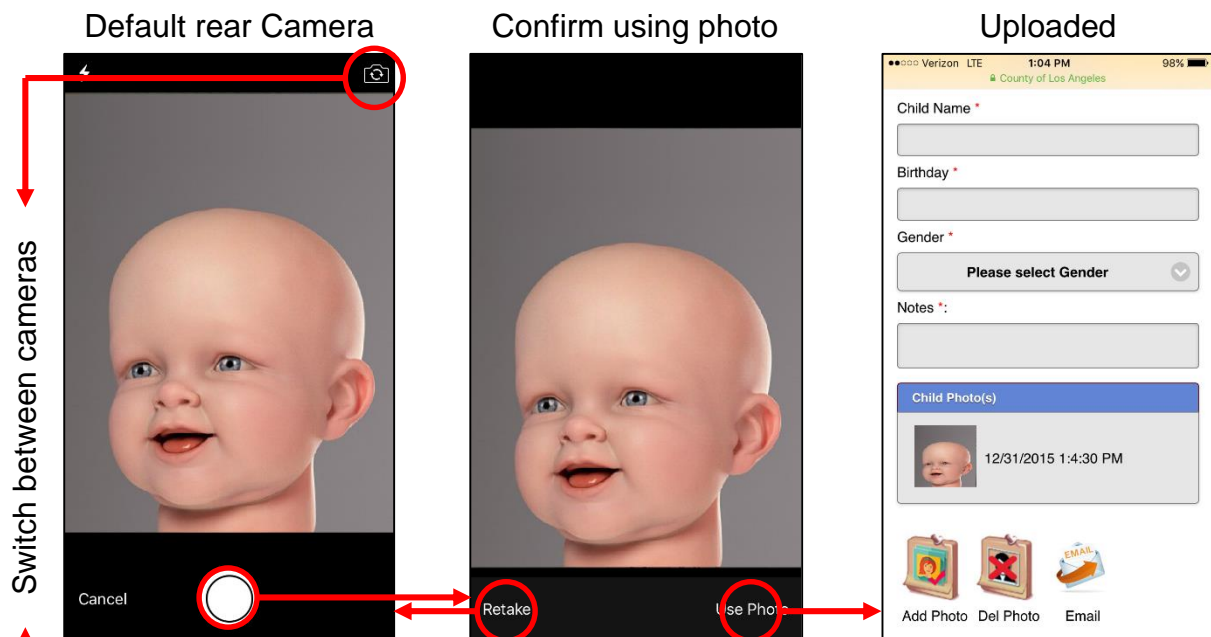 Default rear Camera
Confirm using photo
Uploaded
Switch between cameras
Cancel
Retake
Use Photo
Verizon LTE 1:04 PM 98%
County of Los Angeles
Child Name *
Birthday *
Gender *
Please select Gender
Notes *:
Child Photo(s)
12/31/2015 1:4:30 PM
EMAIL
Add Photo Del Photo Email